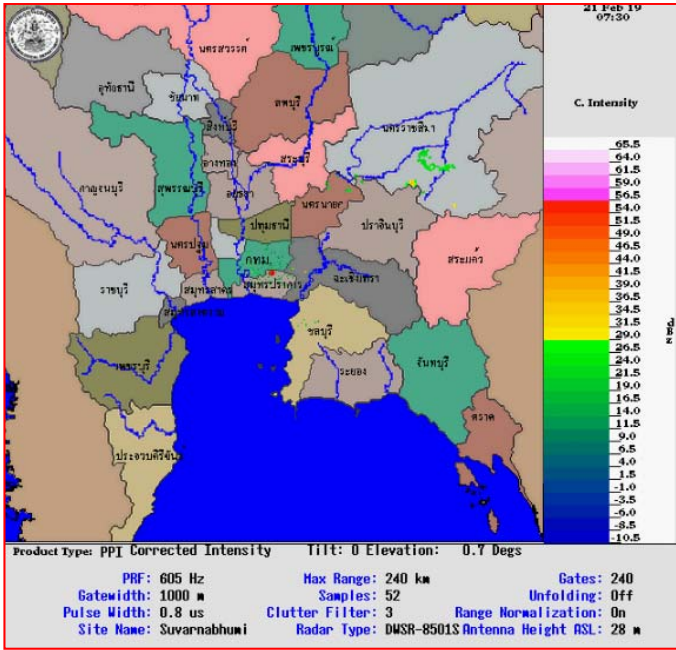 21 Feb 19
07:30
C. Intensity
นครสวรรค์
เพชรบูรณ์
อุทัยธานี
ชัยนาท
ลพบุรี
สิงหบุรี
นครราชสีมา
อ่างทอง
สระบุรี
กาญจนบุรี
สุพรรณบุรี
อยุธยา
นครนายก
ปทุมธานี
ปราจีนบุรี
นครปฐม
กทม.
สระแก้ว
ราชบุรี
สมุทรสาคร
สมุทรปราการ
ฉะเชิงเทรา
ชลบุรี
เพชรบุรี
ระยอง
จันทบุรี
ตราด
ประจวบคีรีขันธ์
65.5
64.0
61.5
59.0
56.5
54.0
51.5
49.0
46.5
44.0
41.5
39.0
36.5
34.0
31.5
29.0
26.5
24.0
21.5
19.0
16.5
14.0
11.5
9.0
6.5
4.0
1.5
-1.0
-3.5
-6.0
-8.5
-10.5
Product Type: PPI Corrected Intensity Tilt: 0 Elevation: 0.7 Degs
PRF: 605 Hz Max Range: 240 km Gates: 240
Gatewidth: 1000 m Samples: 52 Unfolding: Off
Pulse Width: 0.8 us Clutter Filter: 3 Range Normalization: On
Site Name: Suvarnabhumi Radar Type: DWSR-8501S Antenna Height ASL: 28 m